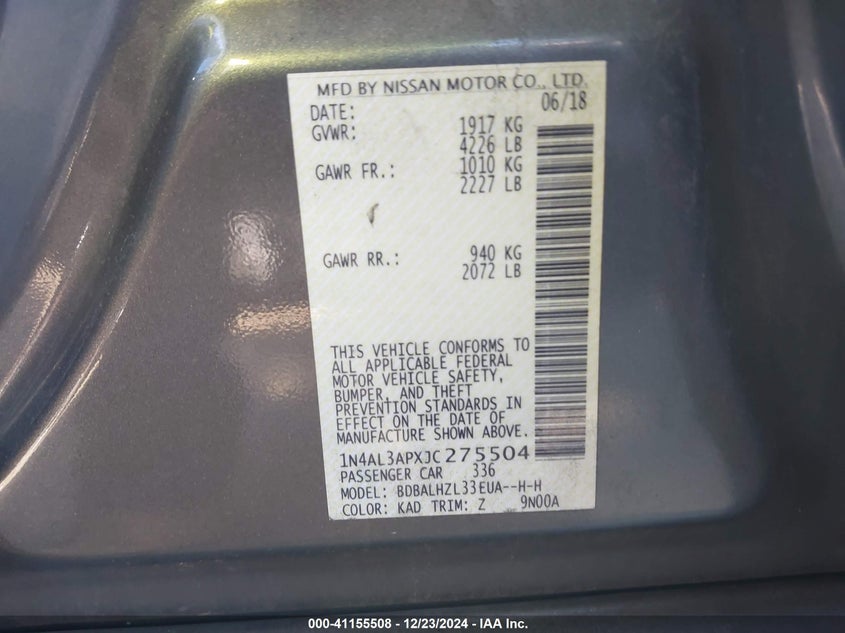 MFD BY NISSAN MOTOR CO., LTD.
DATE: 06/18
GVWR: 1917 KG
4226 LB
GAWR FR.: 1010 KG
2227 LB
GAWR RR.: 940 KG
2072 LB
THIS VEHICLE CONFORMS TO
ALL APPLICABLE FEDERAL
MOTOR VEHICLE SAFETY,
BUMPER, AND THEFT
PREVENTION STANDARDS IN
EFFECT ON THE DATE OF
MANUFACTURE SHOWN ABOVE.
1N4AL3APXJC275504
PASSENGER CAR 336
MODEL: BDBALHZL33EUA--H-H
COLOR: KAD TRIM: Z 9N00A
000-41155508 - 12/23/2024 - IAA Inc.